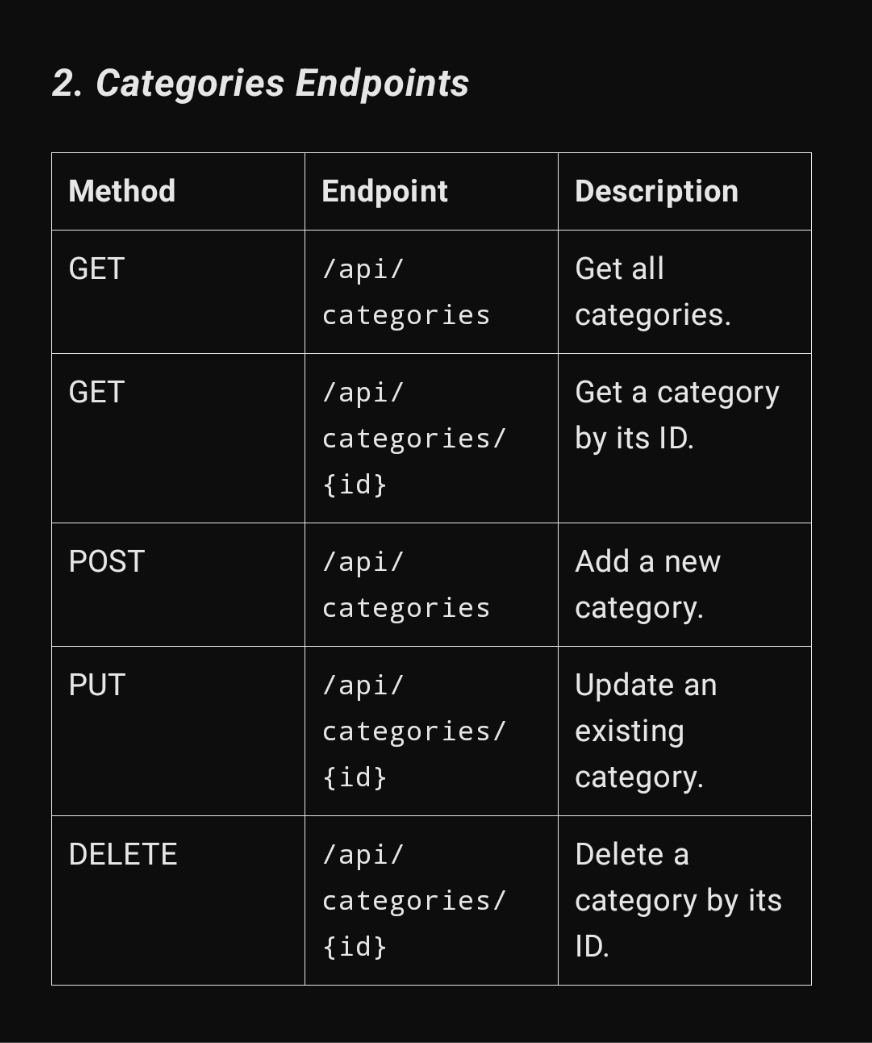 2. Categories Endpoints
Method Endpoint Description
GET /api/ Get all
categories categories.
GET /api/ Get a category
categories/ by its ID.
{id}
POST /api/ Add a new
categories category.
PUT /api/ Update an
categories/ existing
{id} category.
DELETE /api/ Delete a
categories/ category by its
{id} ID.